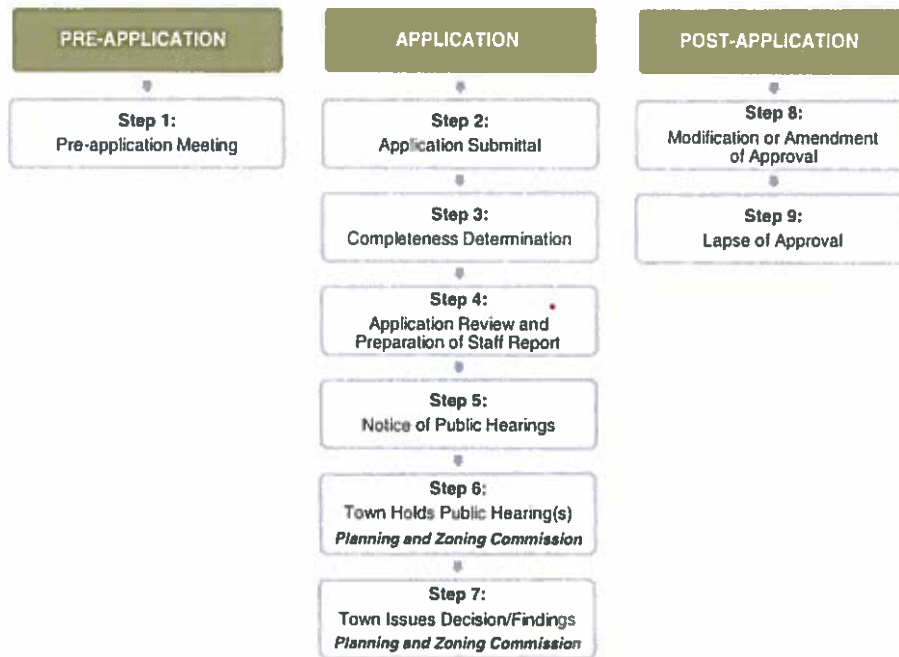 PRE-APPLICATION
Step 1:
Pre-application Meeting
APPLICATION
Step 2:
Application Submittal
Step 3:
Completeness Determination
Step 4:
Application Review and
Preparation of Staff Report
Step 5:
Notice of Public Hearings
Step 6:
Town Holds Public Hearing(s)
Planning and Zoning Commission
Step 7:
Town Issues Decision/Findings
Planning and Zoning Commission
POST-APPLICATION
Step 8:
Modification or Amendment
of Approval
Step 9:
Lapse of Approval